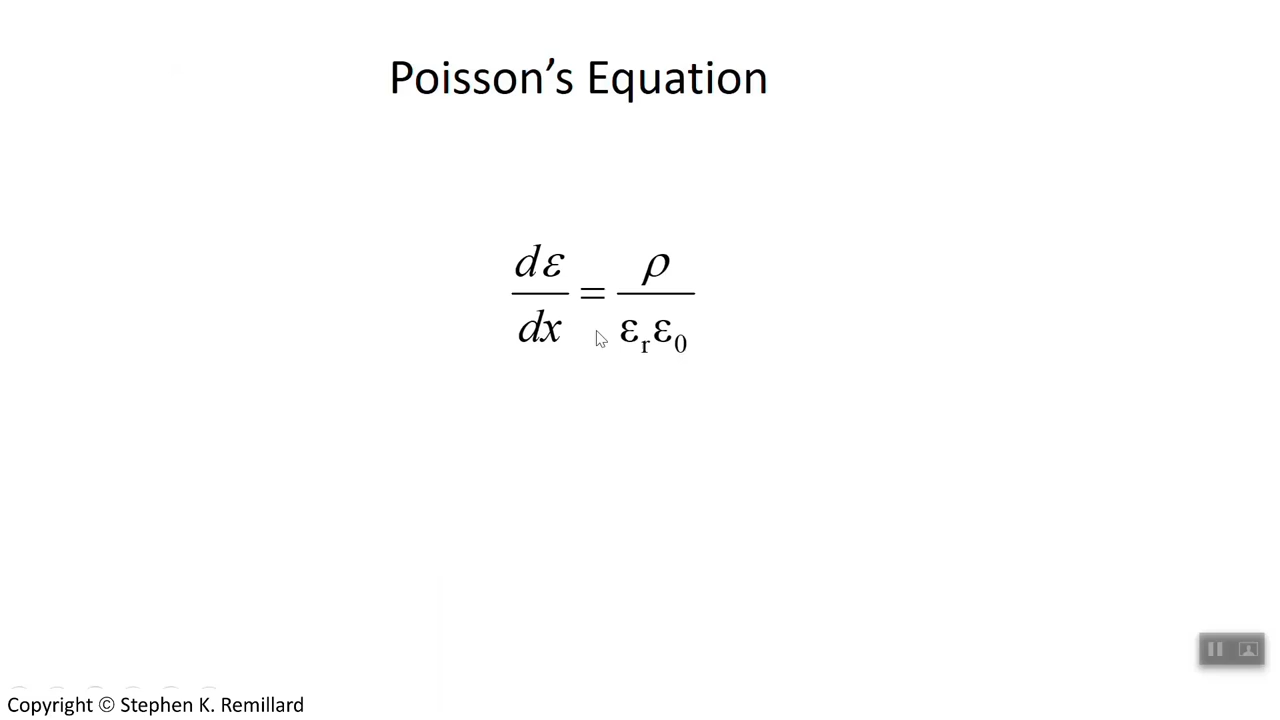 Poisson’s Equation
dε/dx = ρ/εrε0
Copyright © Stephen K. Remillard